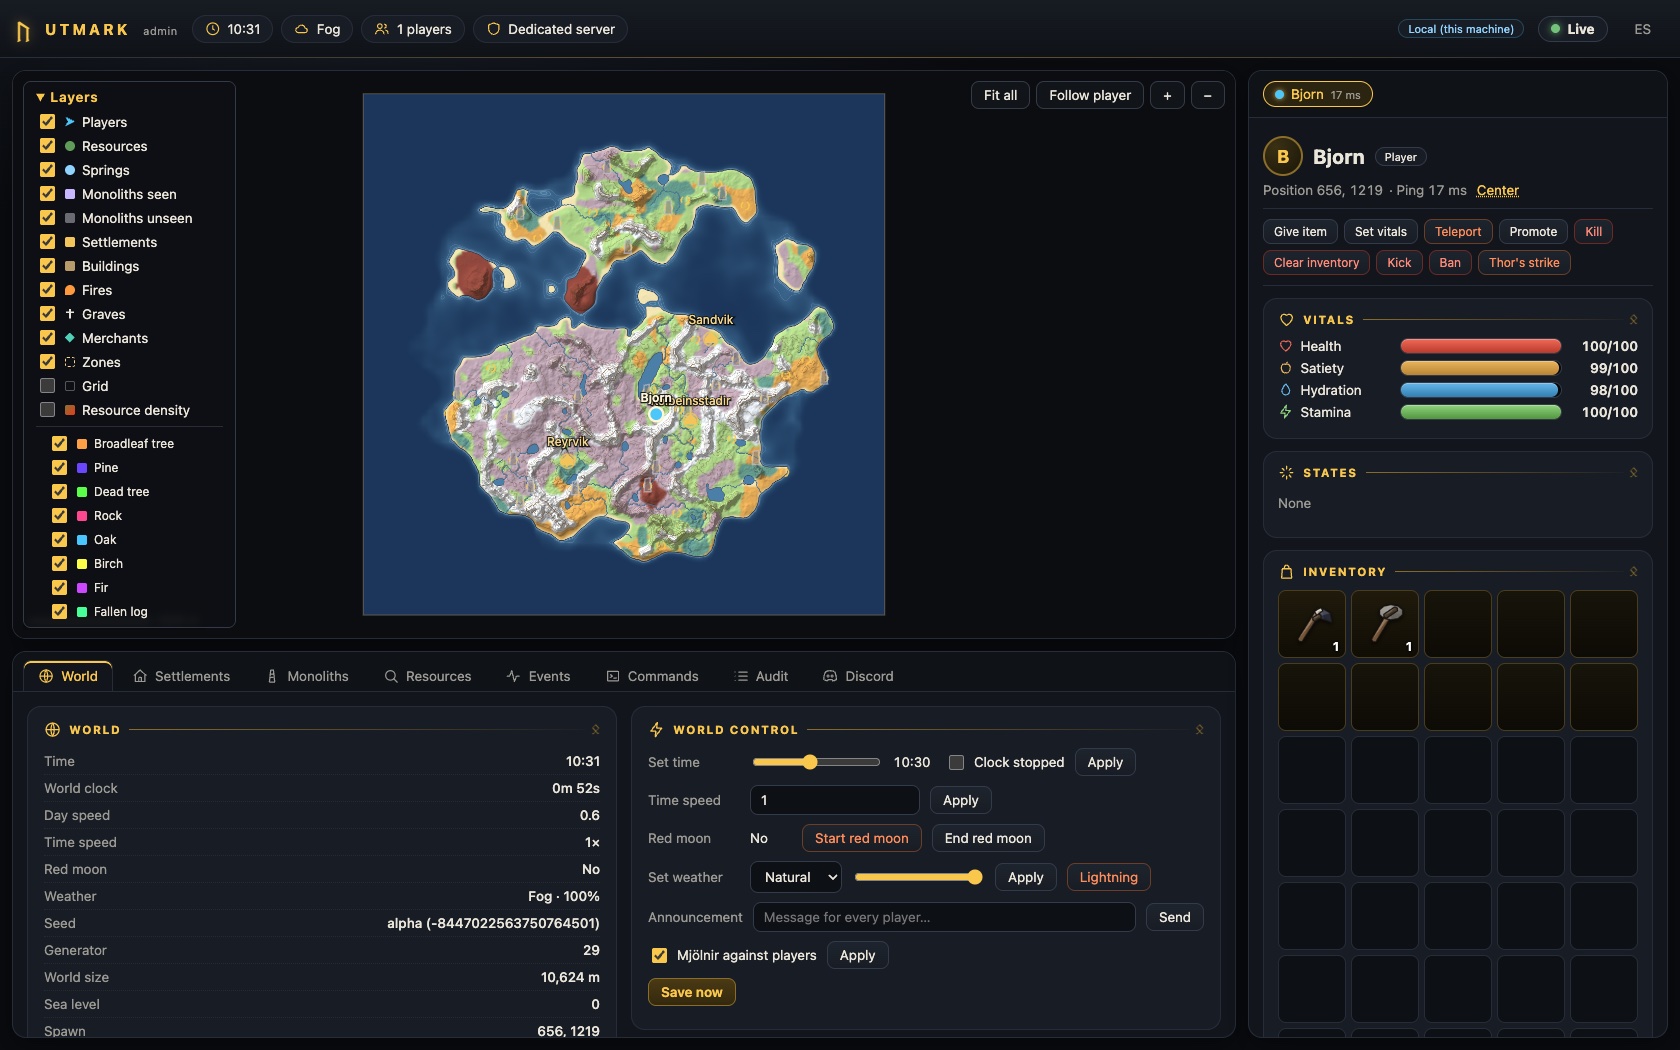 UTMARK admin 10:31 Fog 1 players Dedicated server Local (this machine) Live ES
Layers
Players
Resources
Springs
Monoliths seen
Monoliths unseen
Settlements
Buildings
Fires
Graves
Merchants
Zones
Grid
Resource density
Broadleaf tree
Pine
Dead tree
Rock
Oak
Birch
Fir
Fallen log
Fit all Follow player + −
Sandvik
Bjorn
Reyrvik
World Settlements Monoliths Resources Events Commands Audit Discord
WORLD
Time 10:31
World clock 0m 52s
Day speed 0.6
Time speed 1×
Red moon No
Weather Fog · 100%
Seed alpha (-8447022563750764501)
Generator 29
World size 10,624 m
Sea level 0
Spawn 656, 1219
WORLD CONTROL
Set time 10:30 Clock stopped Apply
Time speed 1 Apply
Red moon No Start red moon End red moon
Set weather Natural Apply Lightning
Announcement Message for every player... Send
Mjölnir against players Apply
Save now
Bjorn 17 ms
B Bjorn Player
Position 656, 1219 · Ping 17 ms Center
Give item Set vitals Teleport Promote Kill
Clear inventory Kick Ban Thor's strike
VITALS
Health 100/100
Satiety 99/100
Hydration 98/100
Stamina 100/100
STATES
None
INVENTORY
1 1